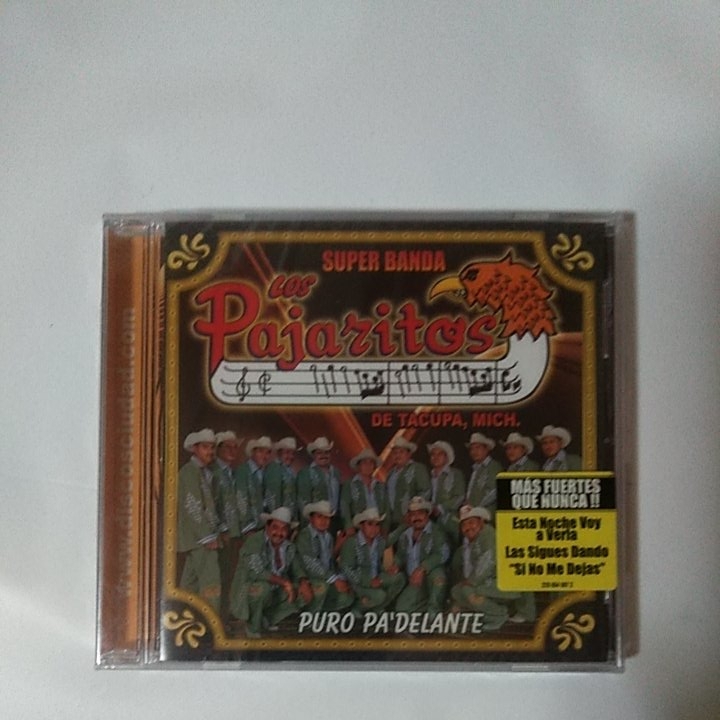 SUPER BANDA
LOS
Pajaritos
DE TACUPA, MICH.
MÁS FUERTES
QUE NUNCA !!
Esta Noche Voy
a Verla
Las Sigues Dando
"Si No Me Dejas"
PURO PA'DELANTE